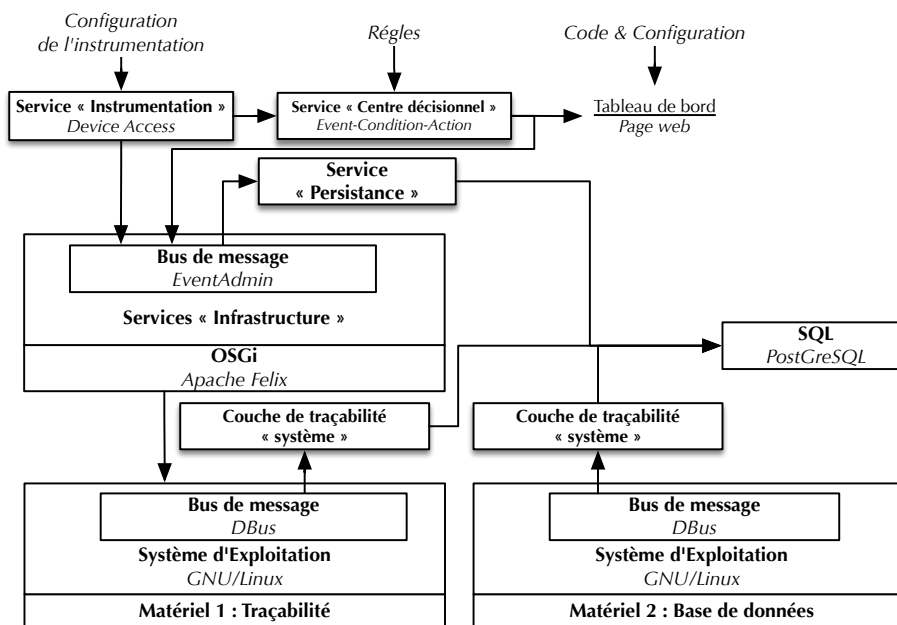 Configuration
de l'instrumentation
Régles
Code & Configuration
Service « Instrumentation »
Device Access
Service « Centre décisionnel »
Event-Condition-Action
Tableau de bord
Page web
Service
« Persistance »
Bus de message
EventAdmin
Services « Infrastructure »
OSGi
Apache Felix
SQL
PostGreSQL
Couche de traçabilité
« système »
Couche de traçabilité
« système »
Bus de message
DBus
Système d'Exploitation
GNU/Linux
Matériel 1 : Traçabilité
Bus de message
DBus
Système d'Exploitation
GNU/Linux
Matériel 2 : Base de données